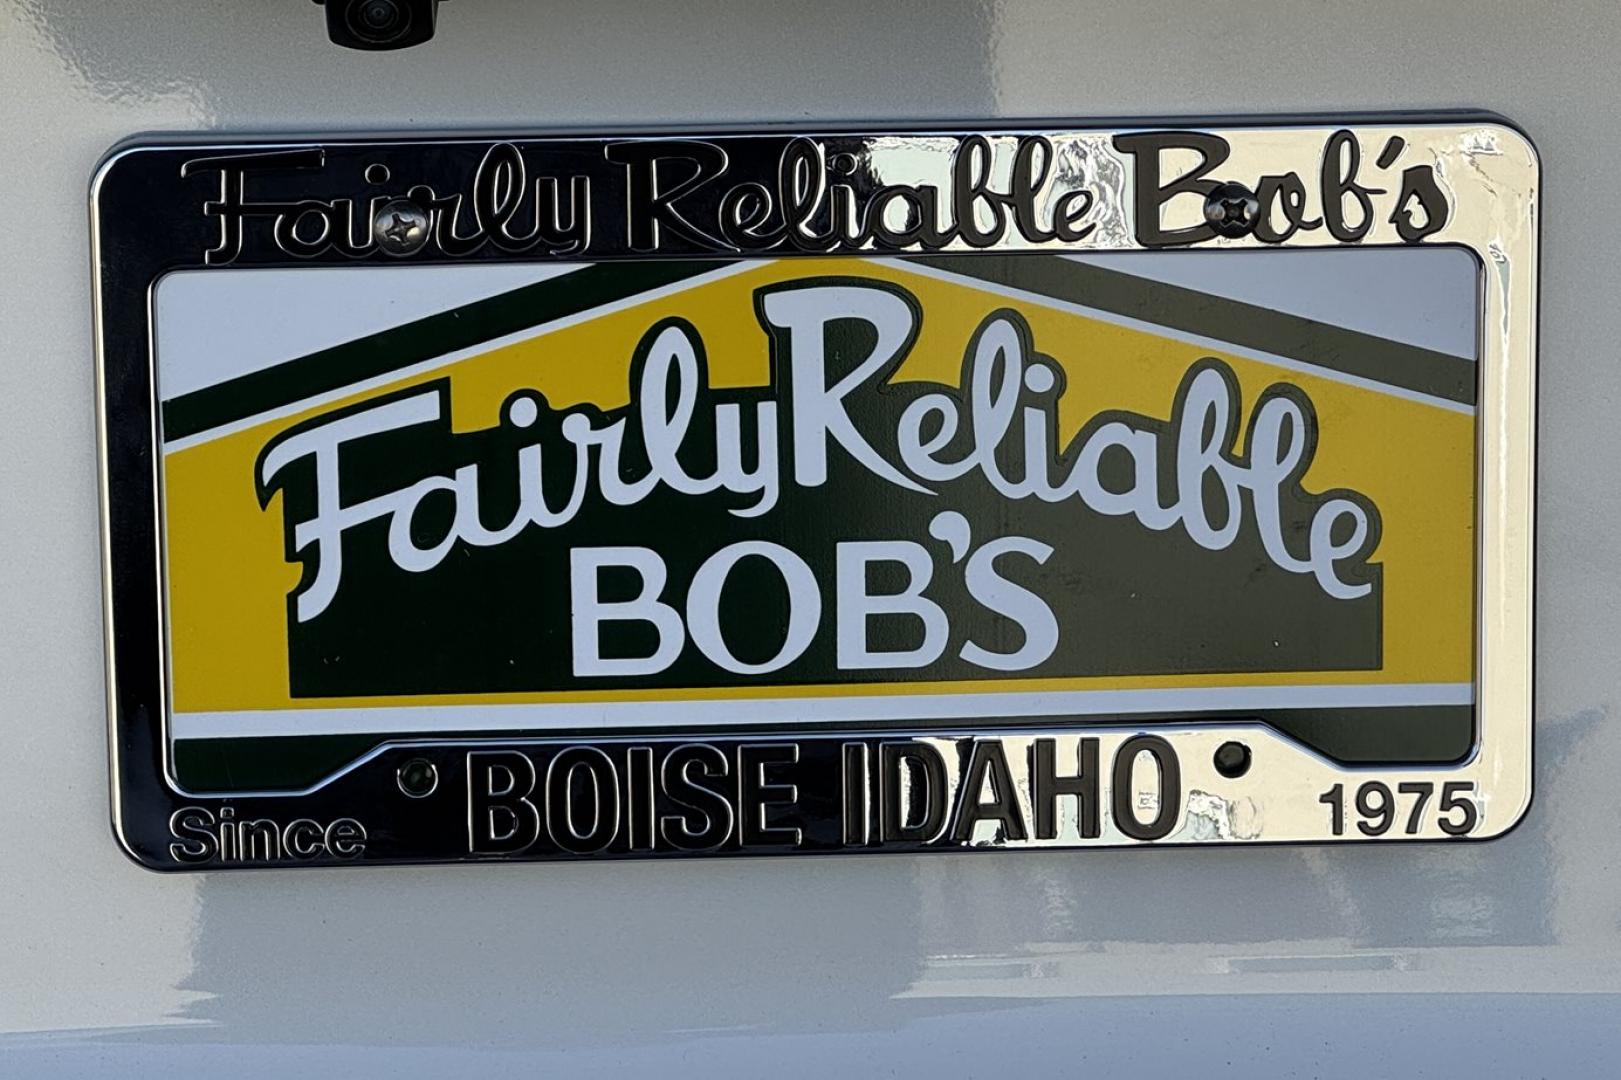 Fairly Reliable Bob's
Fairly Reliable
BOB'S
BOISE IDAHO
Since 1975